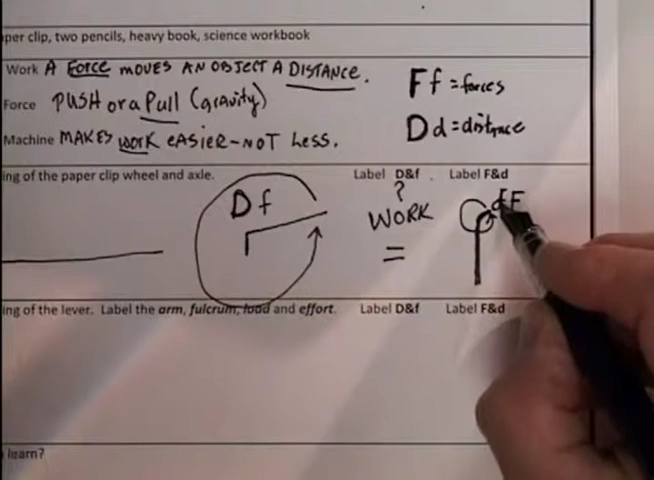 per clip, two pencils, heavy book, science workbook
Work A Force MOVES AN OBJECT A DISTANCE.
Force PUSH or a Pull (gravity)
Machine MAKES work EASIER-NOT Less.
Ff = forces
Dd = distance
ing of the paper clip wheel and axle.
Label D&f
Label F&d
Df
?
WORK
=
dF
ing of the lever. Label the arm, fulcrum, load and effort.
Label D&f
Label F&d
learn?